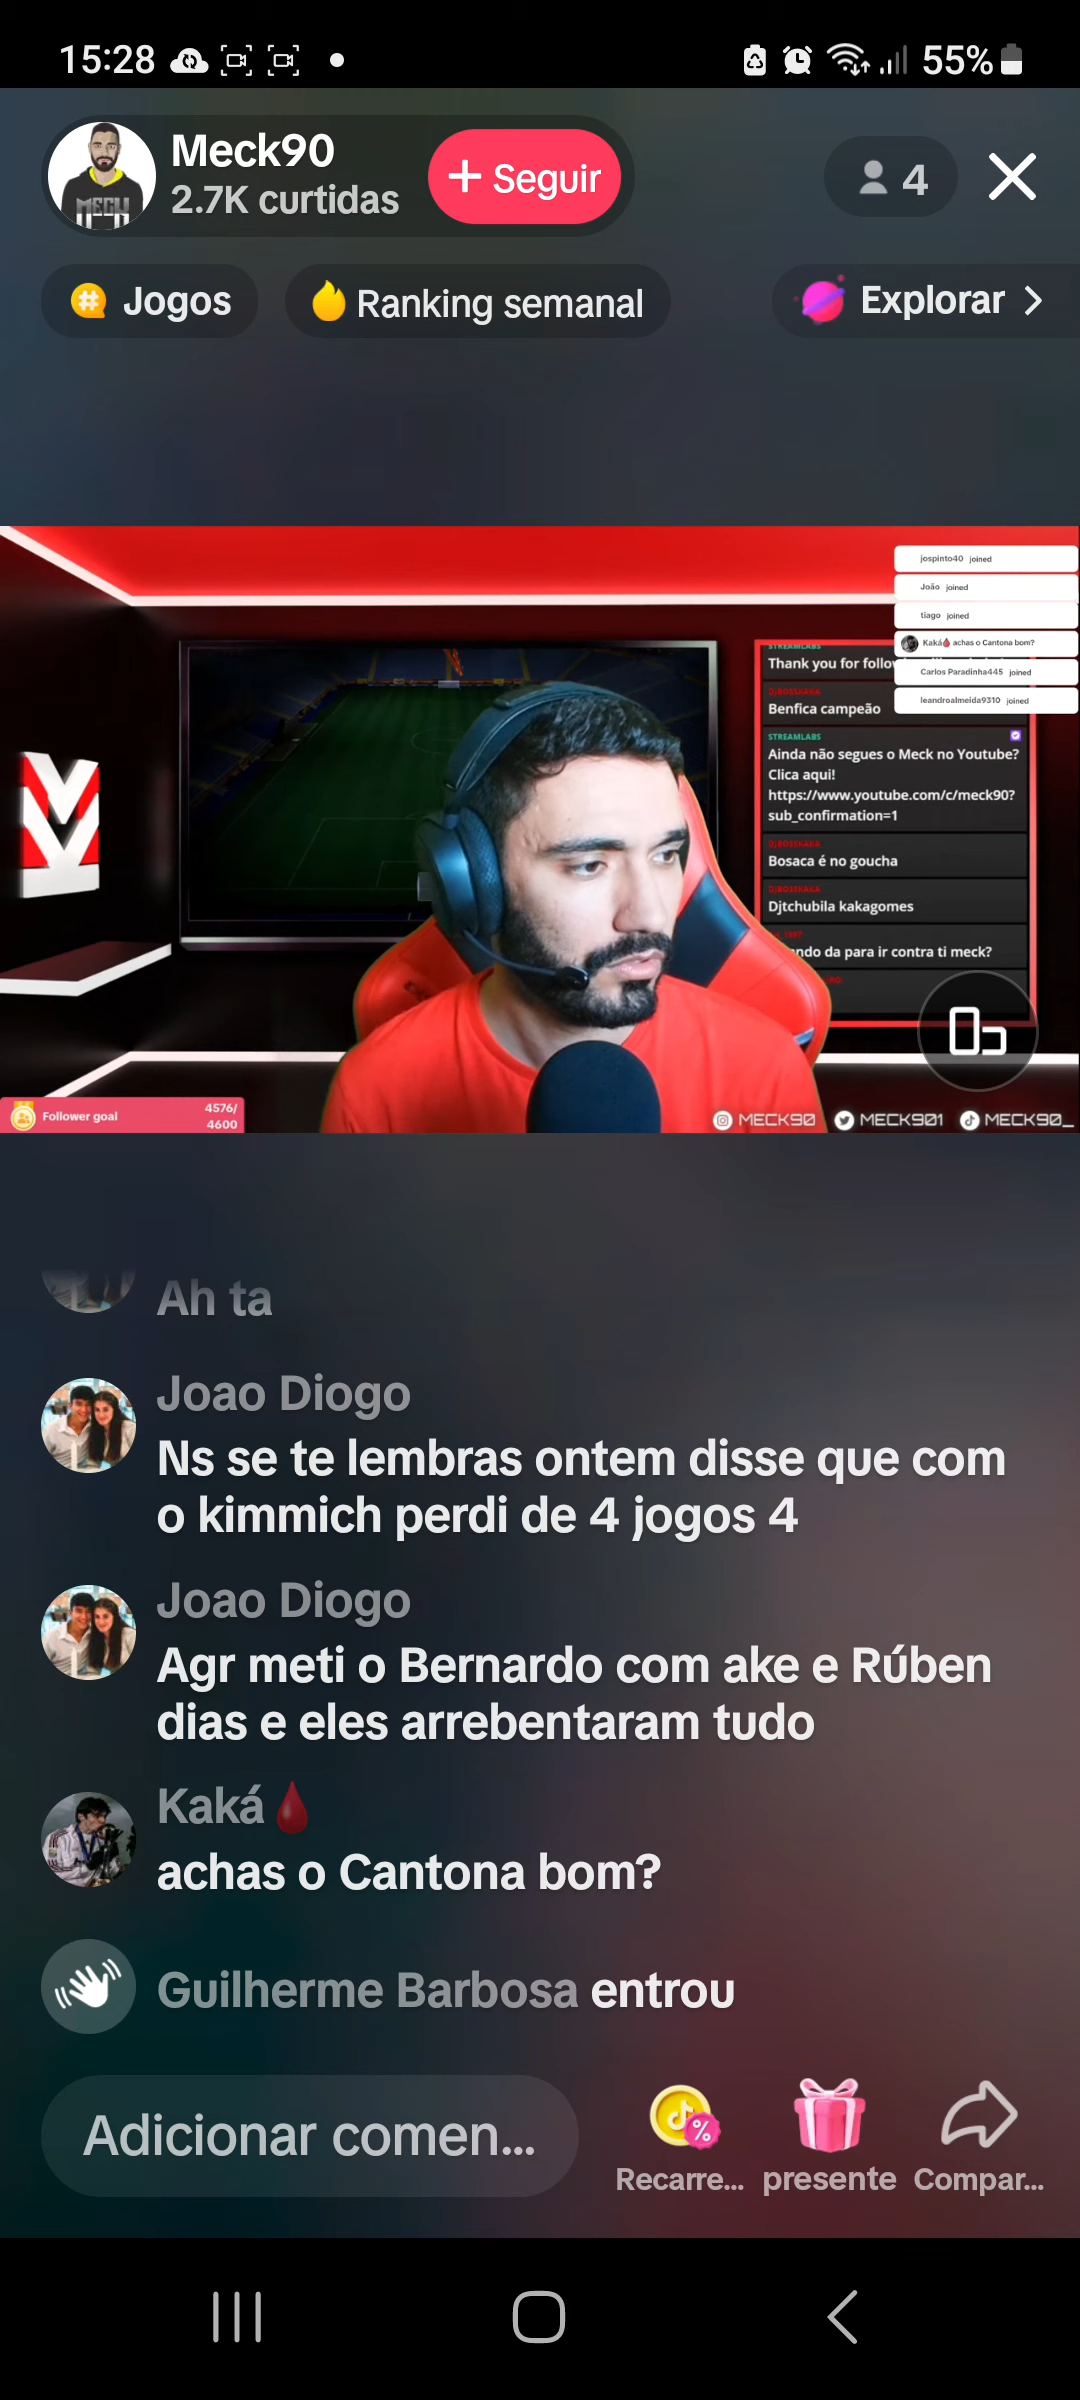 15:28
55%
Meck90
2.7K curtidas
+ Seguir
4
Jogos
Ranking semanal
Explorar
jospinto40 joined
João joined
tiago joined
Kaká🩸 achas o Cantona bom?
Carlos Paradinha445 joined
leandroalmeida9310 joined
STREAMLABS
Thank you for follow
DJBOSSKAKA
Benfica campeão
STREAMLABS
Ainda não segues o Meck no Youtube?
Clica aqui!
https://www.youtube.com/c/meck90?
sub_confirmation=1
DJBOSSKAKA
Bosaca é no goucha
DJBOSSKAKA
Djtchubila kakagomes
ndo da para ir contra ti meck?
Follower goal
4576/
4600
MECK90
MECK901
MECK90_
Ah ta
Joao Diogo
Ns se te lembras ontem disse que com
o kimmich perdi de 4 jogos 4
Joao Diogo
Agr meti o Bernardo com ake e Rúben
dias e eles arrebentaram tudo
Kaká🩸
achas o Cantona bom?
Guilherme Barbosa entrou
Adicionar comen...
Recarre...
presente
Compar...